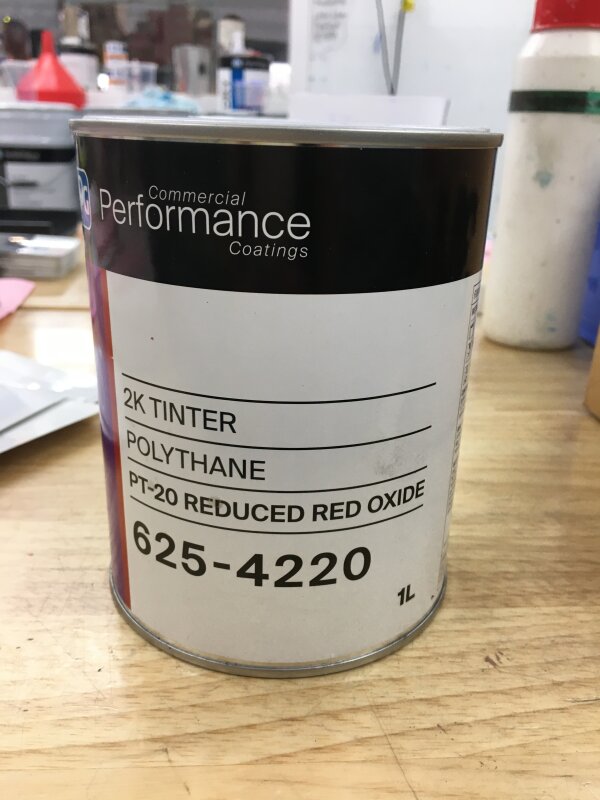 Commercial
Performance
Coatings
2K TINTER
POLYTHANE
PT-20 REDUCED RED OXIDE
625-4220
1L